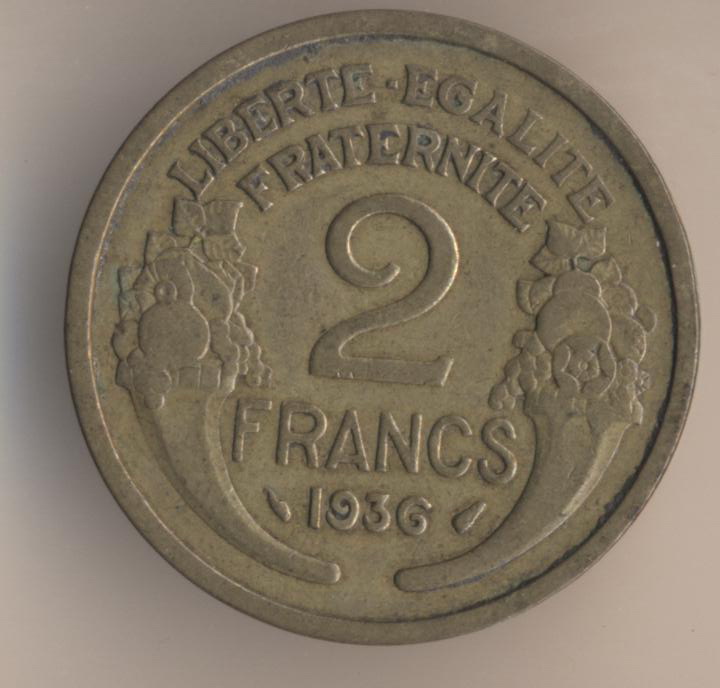 LIBERTE·EGALITE
FRATERNITE
2
FRANCS
1936